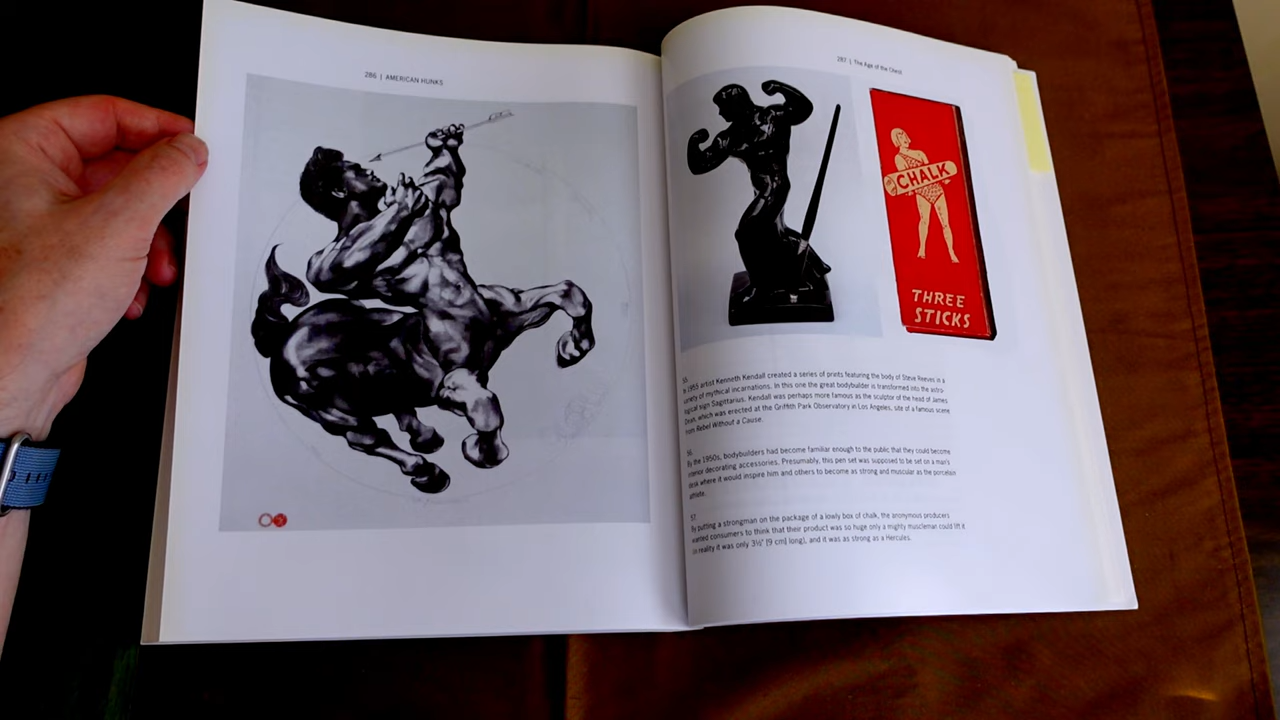 286 | AMERICAN HUNKS
287 | The Age of the Chest
CHALK
THREE
STICKS
55.
In 1955 artist Kenneth Kendall created a series of prints featuring the body of Steve Reeves in a
variety of mythical incarnations. In this one the great bodybuilder is transformed into the astro-
logical sign Sagittarius. Kendall was perhaps more famous as the sculptor of the head of James
Dean, which was erected at the Griffith Park Observatory in Los Angeles, site of a famous scene
from Rebel Without a Cause.
56.
By the 1950s, bodybuilders had become familiar enough to the public that they could become
interior decorating accessories. Presumably, this pen set was supposed to be set on a man's
desk where it would inspire him and others to become as strong and muscular as the porcelain
athlete.
57.
By putting a strongman on the package of a lowly box of chalk, the anonymous producers
wanted consumers to think that their product was so huge only a mighty muscleman could lift it.
In reality it was only 3½" [9 cm] long), and it was as strong as a Hercules.